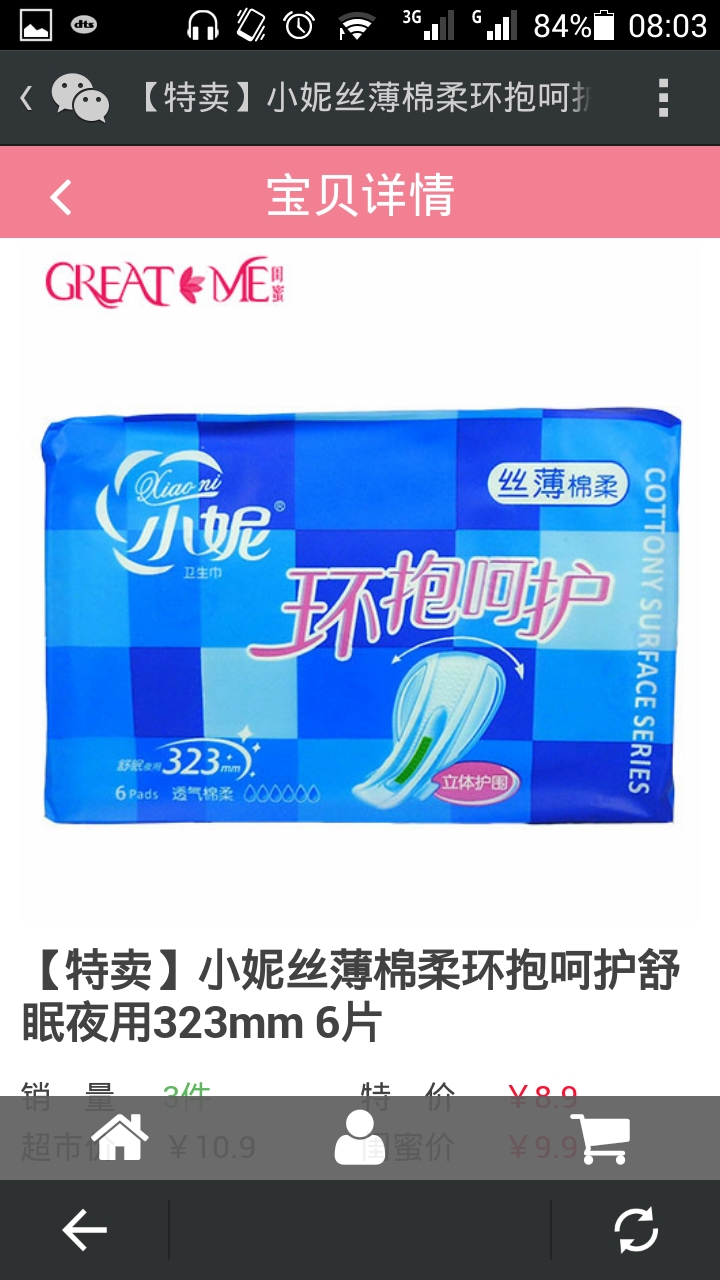 dts 3G G 84% 08:03
【特卖】小妮丝薄棉柔环抱呵护
宝贝详情
GREAT ME 闺蜜
Xiao ni
小妮®
卫生巾
丝薄棉柔
COTTONY SURFACE SERIES
环抱呵护
舒眠夜用 323mm
立体护围
6 Pads 透气棉柔
【特卖】小妮丝薄棉柔环抱呵护舒
眠夜用323mm 6片
销 量 3件 特 价 ￥8.9
超市价 ￥10.9 闺蜜价 ￥9.9